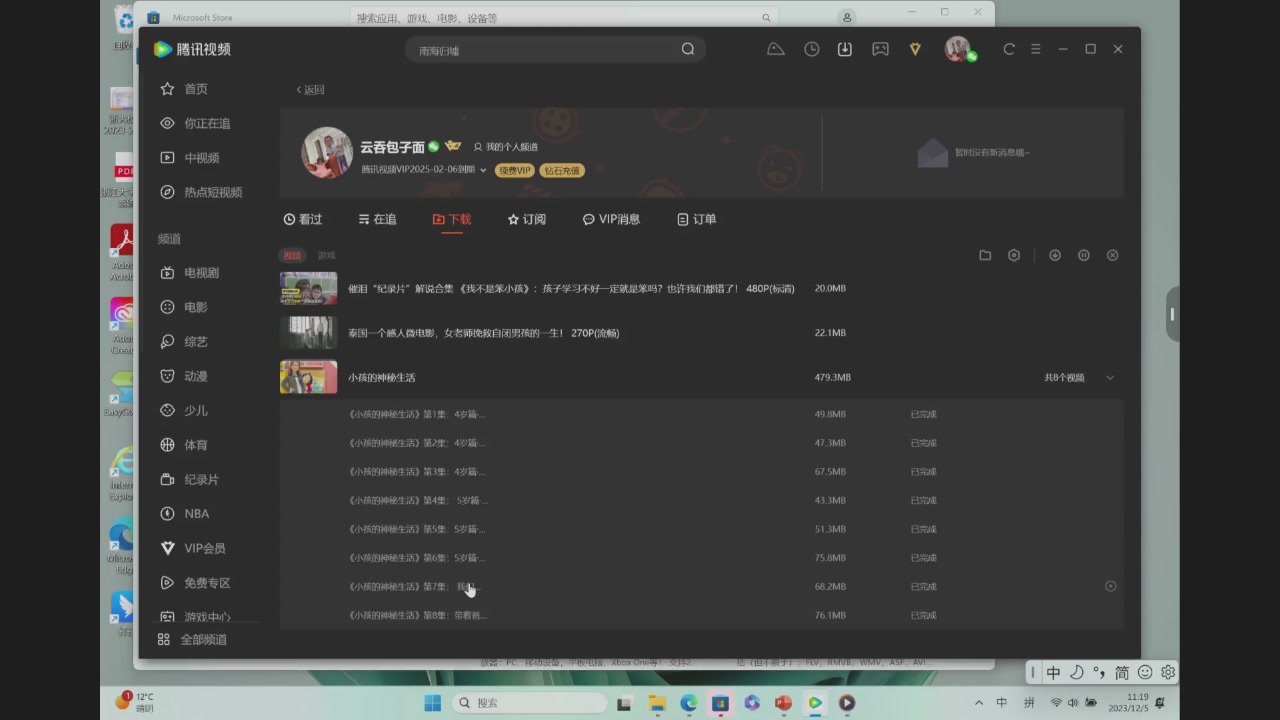 Microsoft Store
搜索应用、游戏、电影、设备等
腾讯视频
南海归墟
首页
你正在追
中视频
热点短视频
频道
电视剧
电影
综艺
动漫
少儿
体育
纪录片
NBA
VIP会员
免费专区
游戏中心
全部频道
返回
云吞包子面
我的个人频道
腾讯视频VIP2025-02-06到期
续费VIP
钻石充值
暂时没有新消息哦~
看过
在追
下载
订阅
VIP消息
订单
视频
游戏
催泪“纪录片”解说合集《我不是笨小孩》：孩子学习不好一定就是笨吗？也许我们都错了！ 480P(标清) 20.0MB
泰国一个感人微电影，女老师挽救自闭男孩的一生！ 270P(流畅) 22.1MB
小孩的神秘生活 479.3MB 共8个视频
《小孩的神秘生活》第1集：4岁篇·... 49.8MB 已完成
《小孩的神秘生活》第2集：4岁篇·... 47.3MB 已完成
《小孩的神秘生活》第3集：4岁篇·... 67.5MB 已完成
《小孩的神秘生活》第4集： 5岁篇·... 43.3MB 已完成
《小孩的神秘生活》第5集：5岁篇·... 51.3MB 已完成
《小孩的神秘生活》第6集：5岁篇·... 75.8MB 已完成
《小孩的神秘生活》第7集： 68.2MB 已完成
《小孩的神秘生活》第8集：带着爸... 76.1MB 已完成
中
简
12°C
晴朗
搜索
中
拼
11:19
2023/12/5